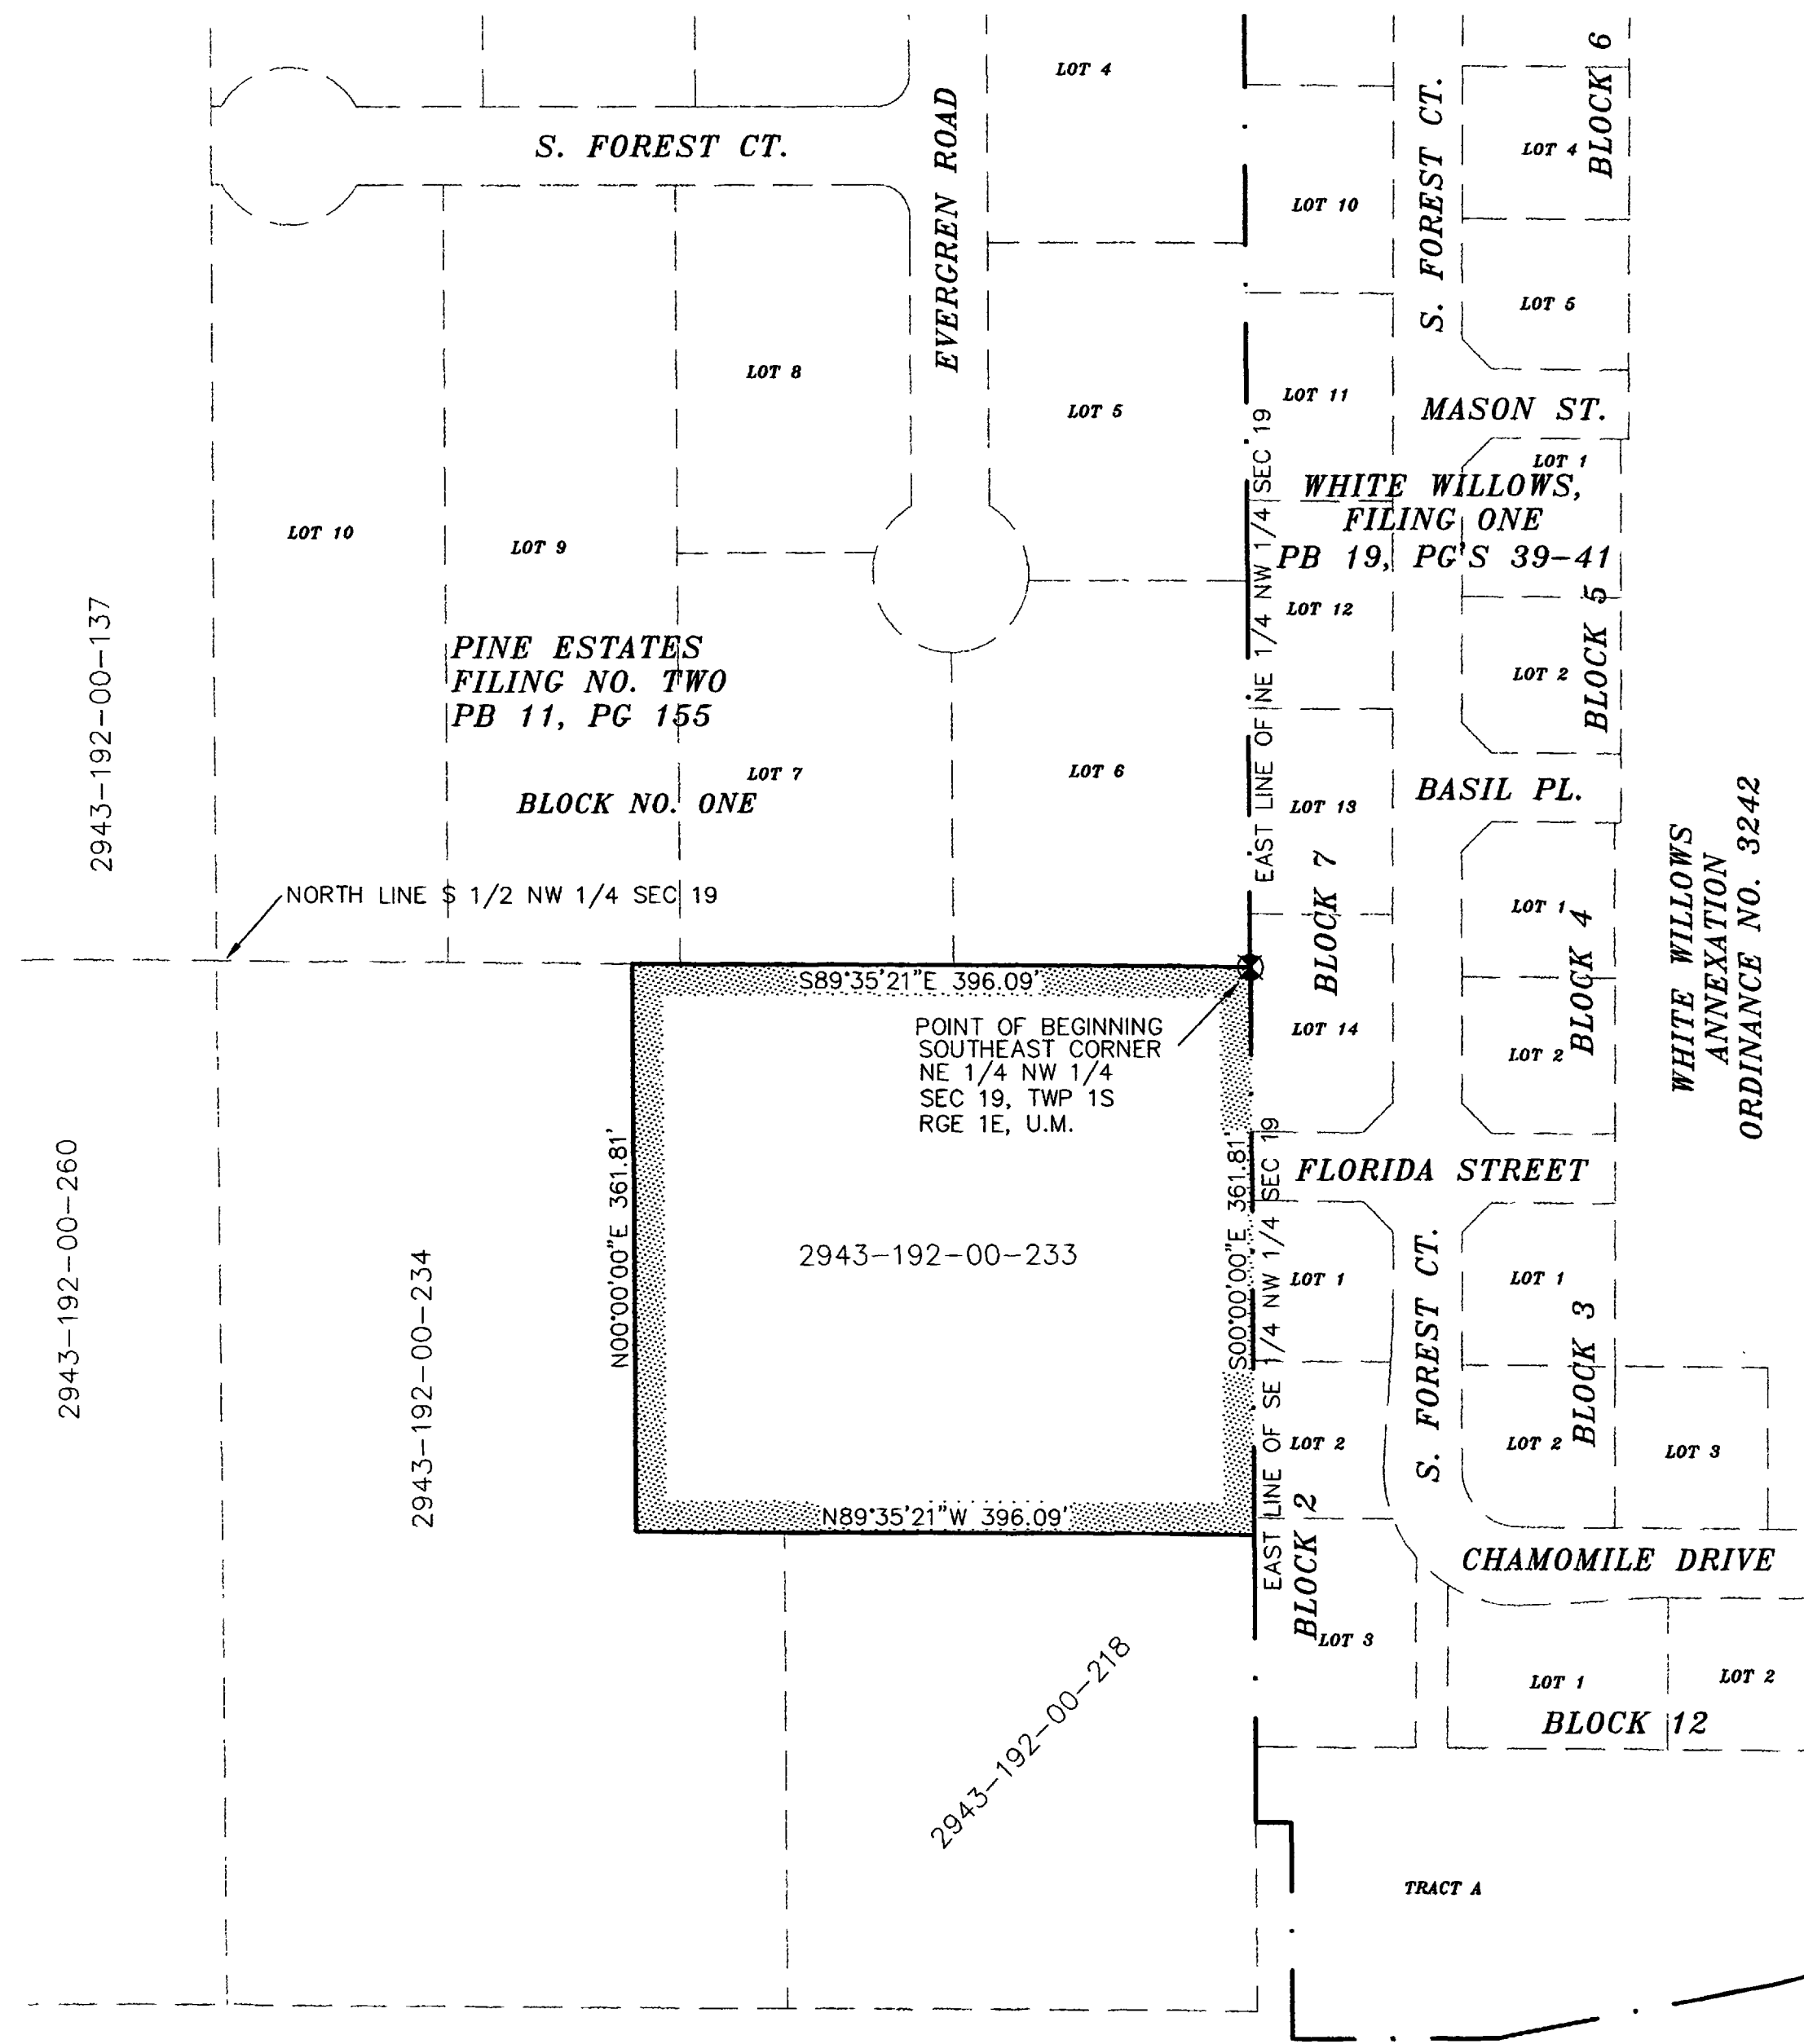 LOT 4
S. FOREST CT.
EVERGREN ROAD
S. FOREST CT.
BLOCK 6
LOT 4
LOT 10
LOT 5
LOT 8
LOT 5
LOT 11
MASON ST.
LOT 10
LOT 9
EAST LINE OF NE 1/4 NW 1/4 SEC 19
LOT 1
WHITE WILLOWS,
FILING ONE
PB 19, PG'S 39-41
LOT 12
BLOCK 5
LOT 2
2943-192-00-137
PINE ESTATES
FILING NO. TWO
PB 11, PG 155
LOT 7
LOT 6
BLOCK NO. ONE
LOT 13
BASIL PL.
NORTH LINE S 1/2 NW 1/4 SEC 19
BLOCK 7
LOT 1
BLOCK 4
WHITE WILLOWS
ANNEXATION
ORDINANCE NO. 3242
S89°35'21"E 396.09'
POINT OF BEGINNING
SOUTHEAST CORNER
NE 1/4 NW 1/4
SEC 19, TWP 1S
RGE 1E, U.M.
LOT 14
LOT 2
2943-192-00-260
2943-192-00-234
N00°00'00"E 361.81'
2943-192-00-233
S00°00'00"E 361.81'
EAST LINE OF SE 1/4 NW 1/4 SEC 19
FLORIDA STREET
LOT 1
S. FOREST CT.
LOT 1
BLOCK 3
LOT 2
LOT 2
LOT 3
N89°35'21"W 396.09'
BLOCK 2
CHAMOMILE DRIVE
LOT 3
2943-192-00-218
LOT 1
LOT 2
BLOCK 12
TRACT A